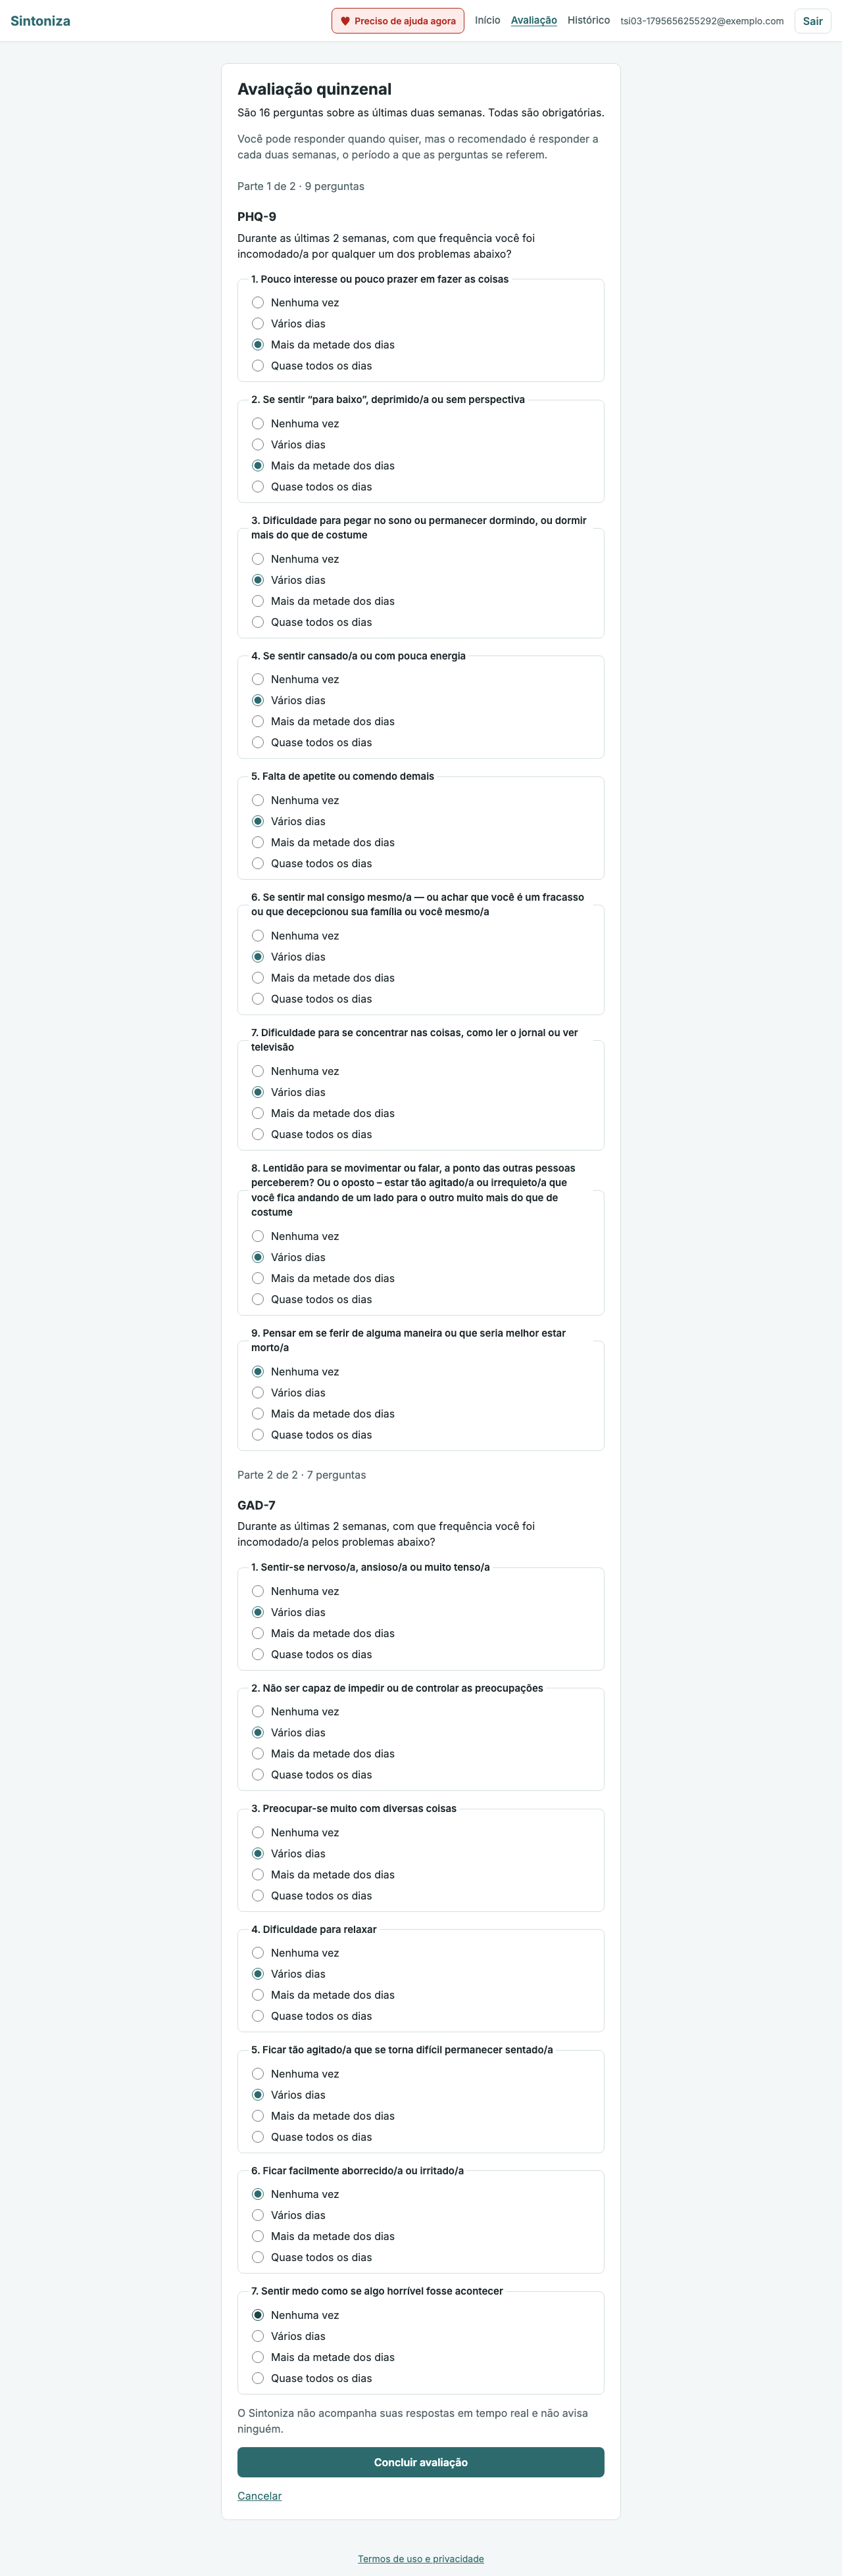 Sintoniza
Preciso de ajuda agora
Início
Avaliação
Histórico
tsi03-1795656255292@exemplo.com
Sair
Avaliação quinzenal
São 16 perguntas sobre as últimas duas semanas. Todas são obrigatórias.
Você pode responder quando quiser, mas o recomendado é responder a
cada duas semanas, o período a que as perguntas se referem.
Parte 1 de 2 · 9 perguntas
PHQ-9
Durante as últimas 2 semanas, com que frequência você foi
incomodado/a por qualquer um dos problemas abaixo?
1. Pouco interesse ou pouco prazer em fazer as coisas
Nenhuma vez
Vários dias
Mais da metade dos dias
Quase todos os dias
2. Se sentir “para baixo”, deprimido/a ou sem perspectiva
Nenhuma vez
Vários dias
Mais da metade dos dias
Quase todos os dias
3. Dificuldade para pegar no sono ou permanecer dormindo, ou dormir
mais do que de costume
Nenhuma vez
Vários dias
Mais da metade dos dias
Quase todos os dias
4. Se sentir cansado/a ou com pouca energia
Nenhuma vez
Vários dias
Mais da metade dos dias
Quase todos os dias
5. Falta de apetite ou comendo demais
Nenhuma vez
Vários dias
Mais da metade dos dias
Quase todos os dias
6. Se sentir mal consigo mesmo/a — ou achar que você é um fracasso
ou que decepcionou sua família ou você mesmo/a
Nenhuma vez
Vários dias
Mais da metade dos dias
Quase todos os dias
7. Dificuldade para se concentrar nas coisas, como ler o jornal ou ver
televisão
Nenhuma vez
Vários dias
Mais da metade dos dias
Quase todos os dias
8. Lentidão para se movimentar ou falar, a ponto das outras pessoas
perceberem? Ou o oposto – estar tão agitado/a ou irrequieto/a que
você fica andando de um lado para o outro muito mais do que de
costume
Nenhuma vez
Vários dias
Mais da metade dos dias
Quase todos os dias
9. Pensar em se ferir de alguma maneira ou que seria melhor estar
morto/a
Nenhuma vez
Vários dias
Mais da metade dos dias
Quase todos os dias
Parte 2 de 2 · 7 perguntas
GAD-7
Durante as últimas 2 semanas, com que frequência você foi
incomodado/a pelos problemas abaixo?
1. Sentir-se nervoso/a, ansioso/a ou muito tenso/a
Nenhuma vez
Vários dias
Mais da metade dos dias
Quase todos os dias
2. Não ser capaz de impedir ou de controlar as preocupações
Nenhuma vez
Vários dias
Mais da metade dos dias
Quase todos os dias
3. Preocupar-se muito com diversas coisas
Nenhuma vez
Vários dias
Mais da metade dos dias
Quase todos os dias
4. Dificuldade para relaxar
Nenhuma vez
Vários dias
Mais da metade dos dias
Quase todos os dias
5. Ficar tão agitado/a que se torna difícil permanecer sentado/a
Nenhuma vez
Vários dias
Mais da metade dos dias
Quase todos os dias
6. Ficar facilmente aborrecido/a ou irritado/a
Nenhuma vez
Vários dias
Mais da metade dos dias
Quase todos os dias
7. Sentir medo como se algo horrível fosse acontecer
Nenhuma vez
Vários dias
Mais da metade dos dias
Quase todos os dias
O Sintoniza não acompanha suas respostas em tempo real e não avisa
ninguém.
Concluir avaliação
Cancelar
Termos de uso e privacidade